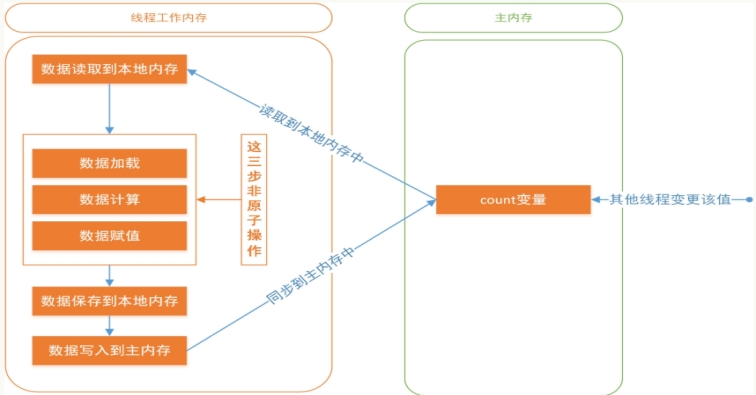 线程工作内存
主内存
数据读取到本地内存
读取到本地内存中
数据加载
数据计算
数据赋值
这三步非原子操作
count变量
其他线程变更该值
同步到主内存中
数据保存到本地内存
数据写入到主内存